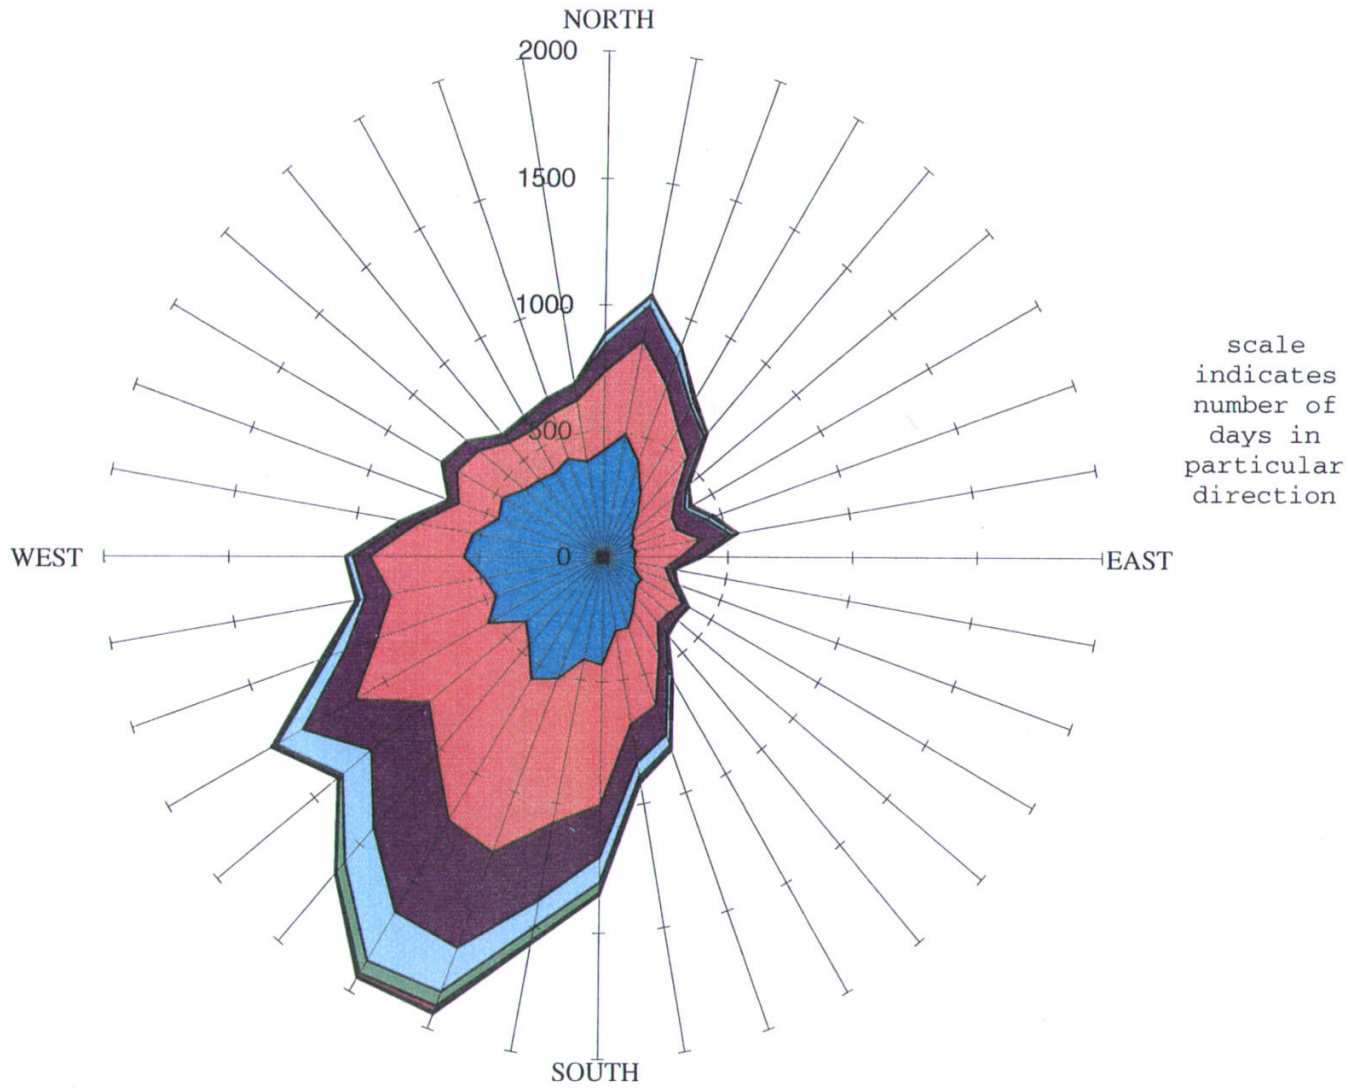 NORTH
2000
1500
1000
500
0
WEST
EAST
SOUTH
scale
indicates
number of
days in
particular
direction